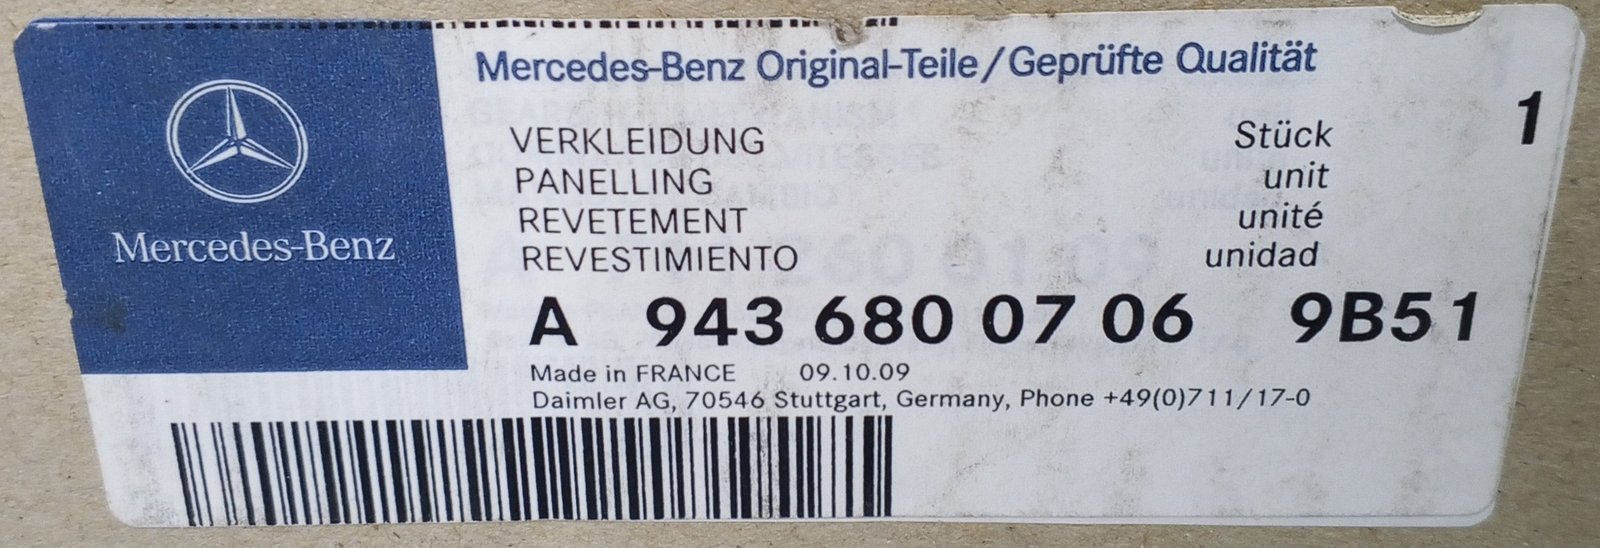 Mercedes-Benz
Mercedes-Benz Original-Teile/Geprüfte Qualität
VERKLEIDUNG Stück 1
PANELLING unit
REVETEMENT unité
REVESTIMIENTO unidad
A 943 680 07 06 9B51
Made in FRANCE 09.10.09
Daimler AG, 70546 Stuttgart, Germany, Phone +49(0)711/17-0